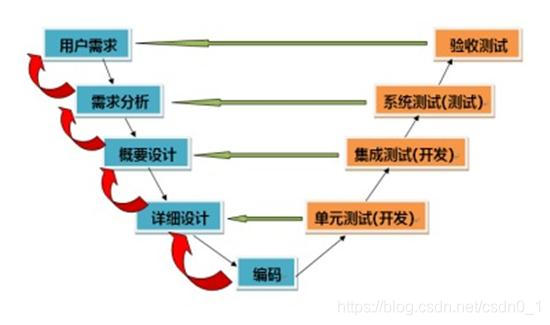 用户需求
验收测试
需求分析
系统测试(测试)
概要设计
集成测试(开发)
详细设计
单元测试(开发)
编码
https://blog.csdn.net/csdn0_1